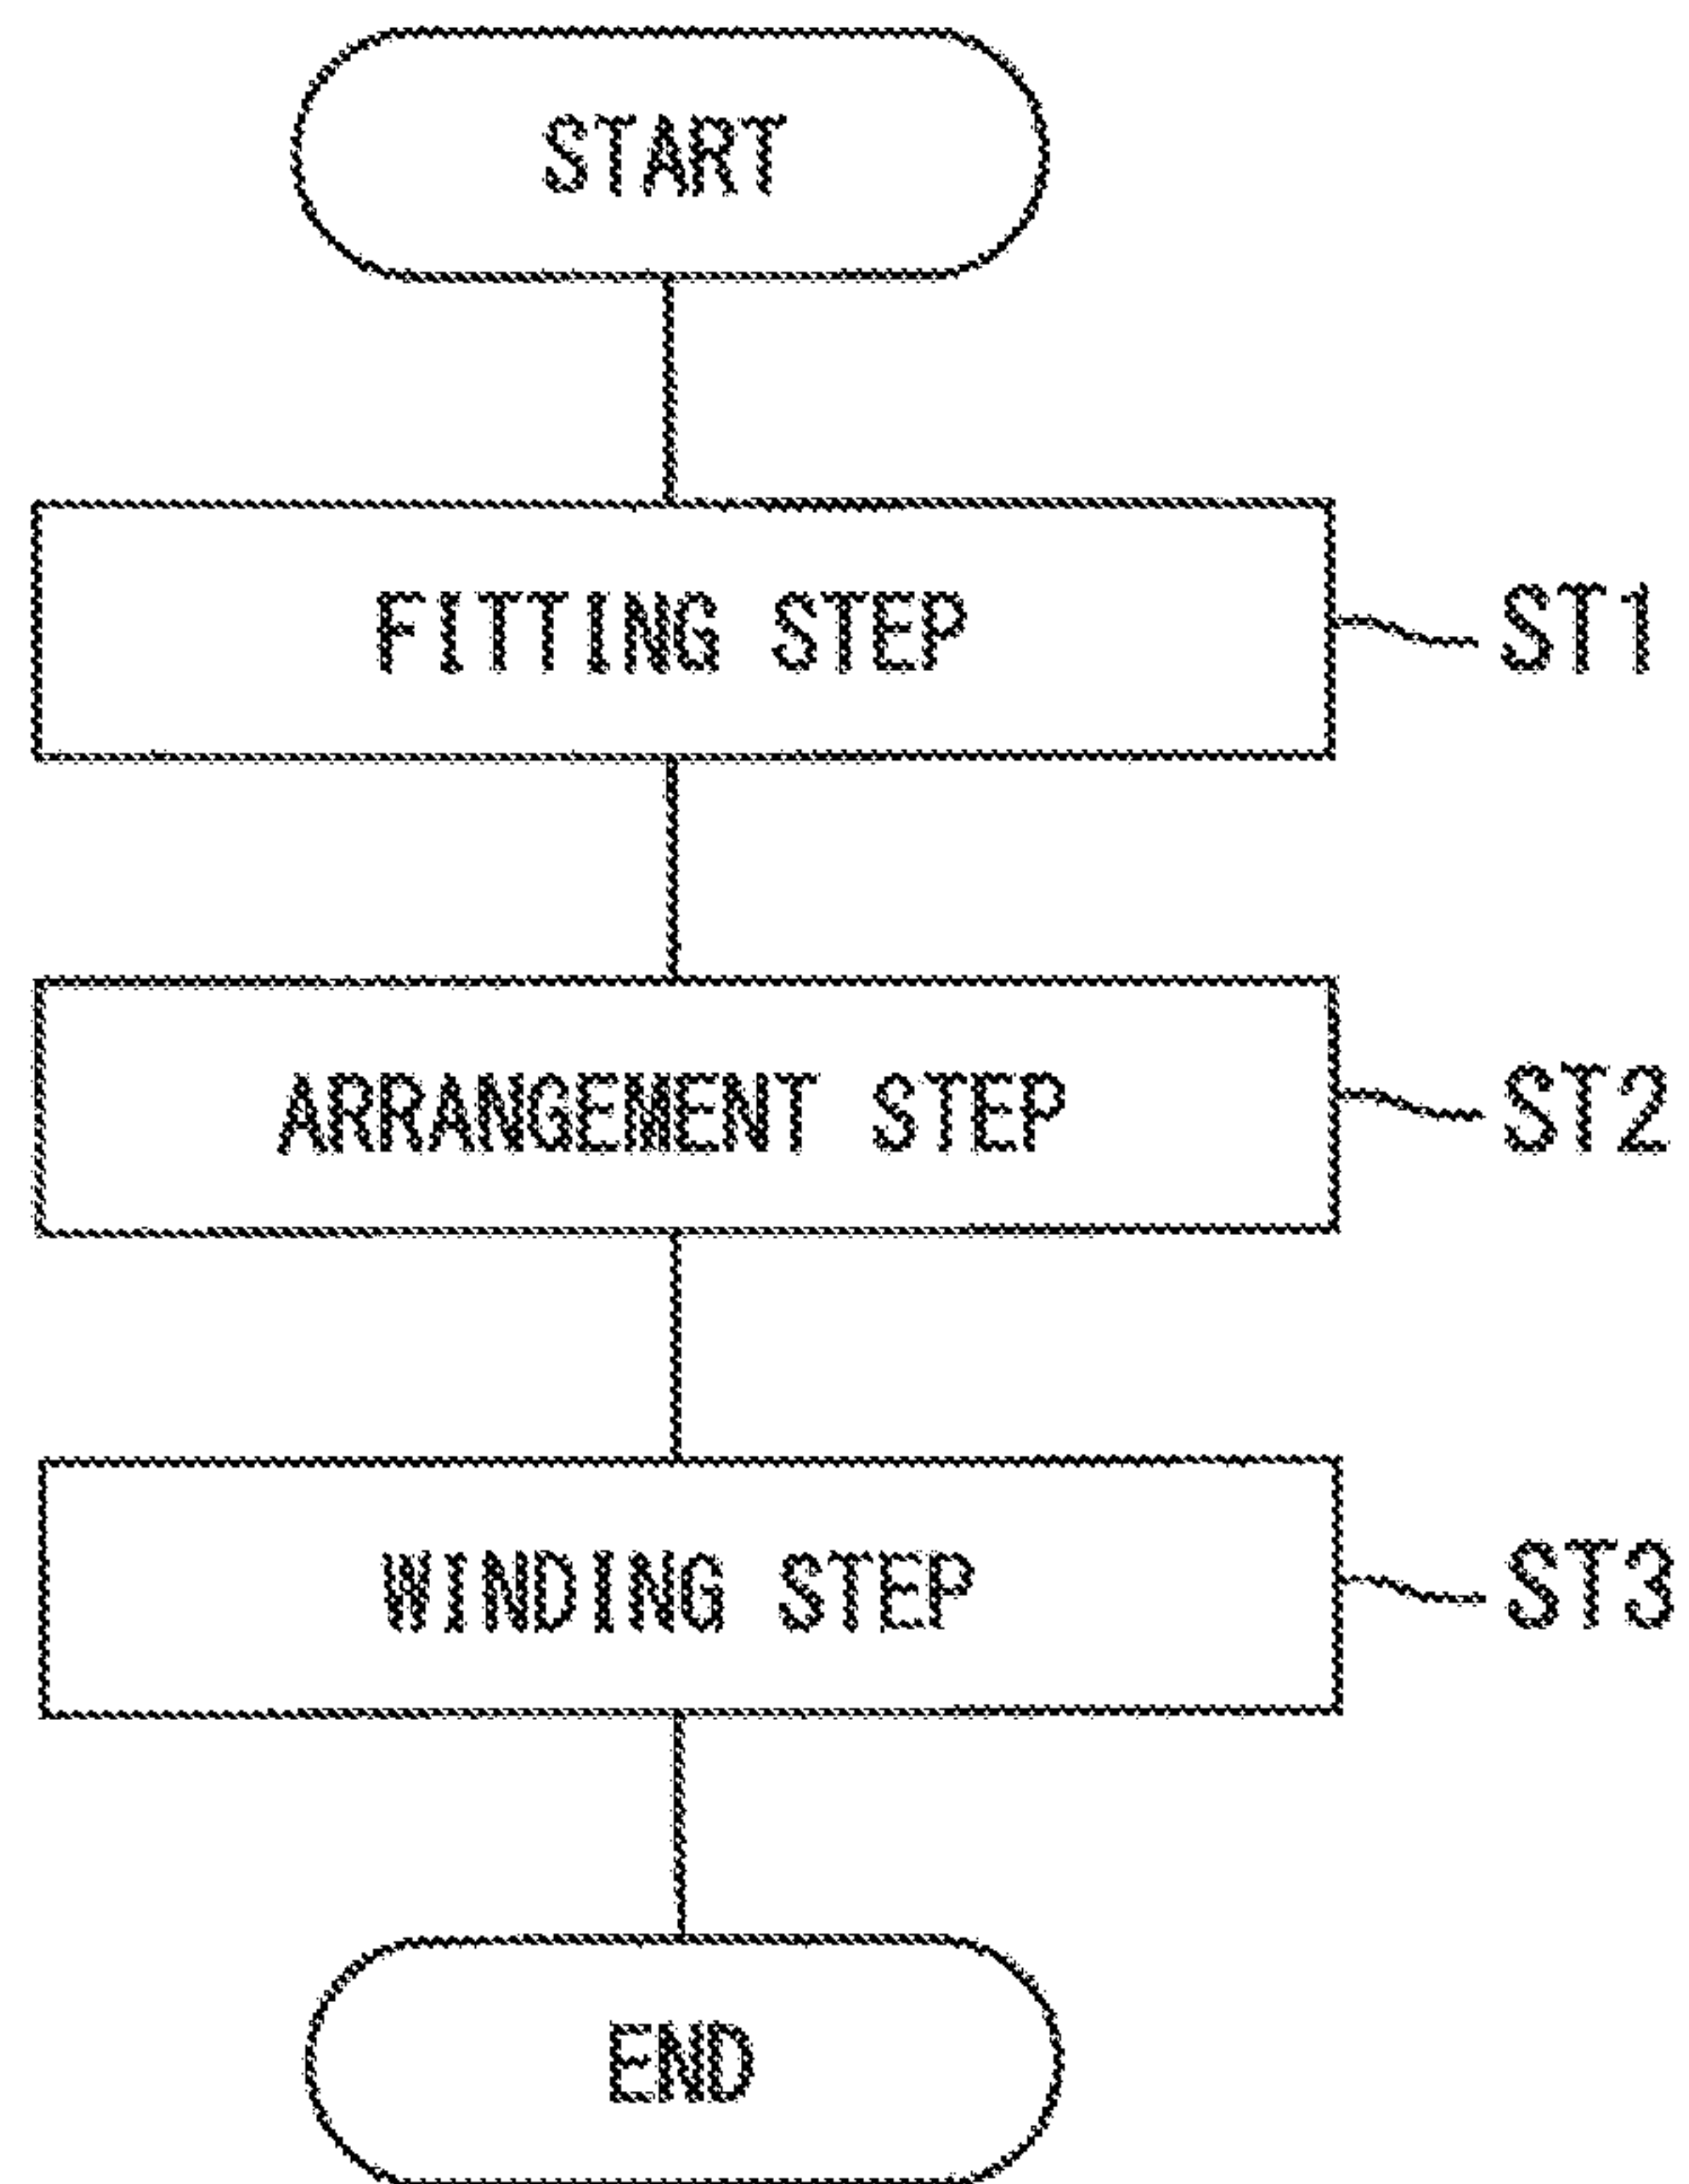 START
FITTING STEP
ST1
ARRANGEMENT STEP
ST2
WINDING STEP
ST3
END